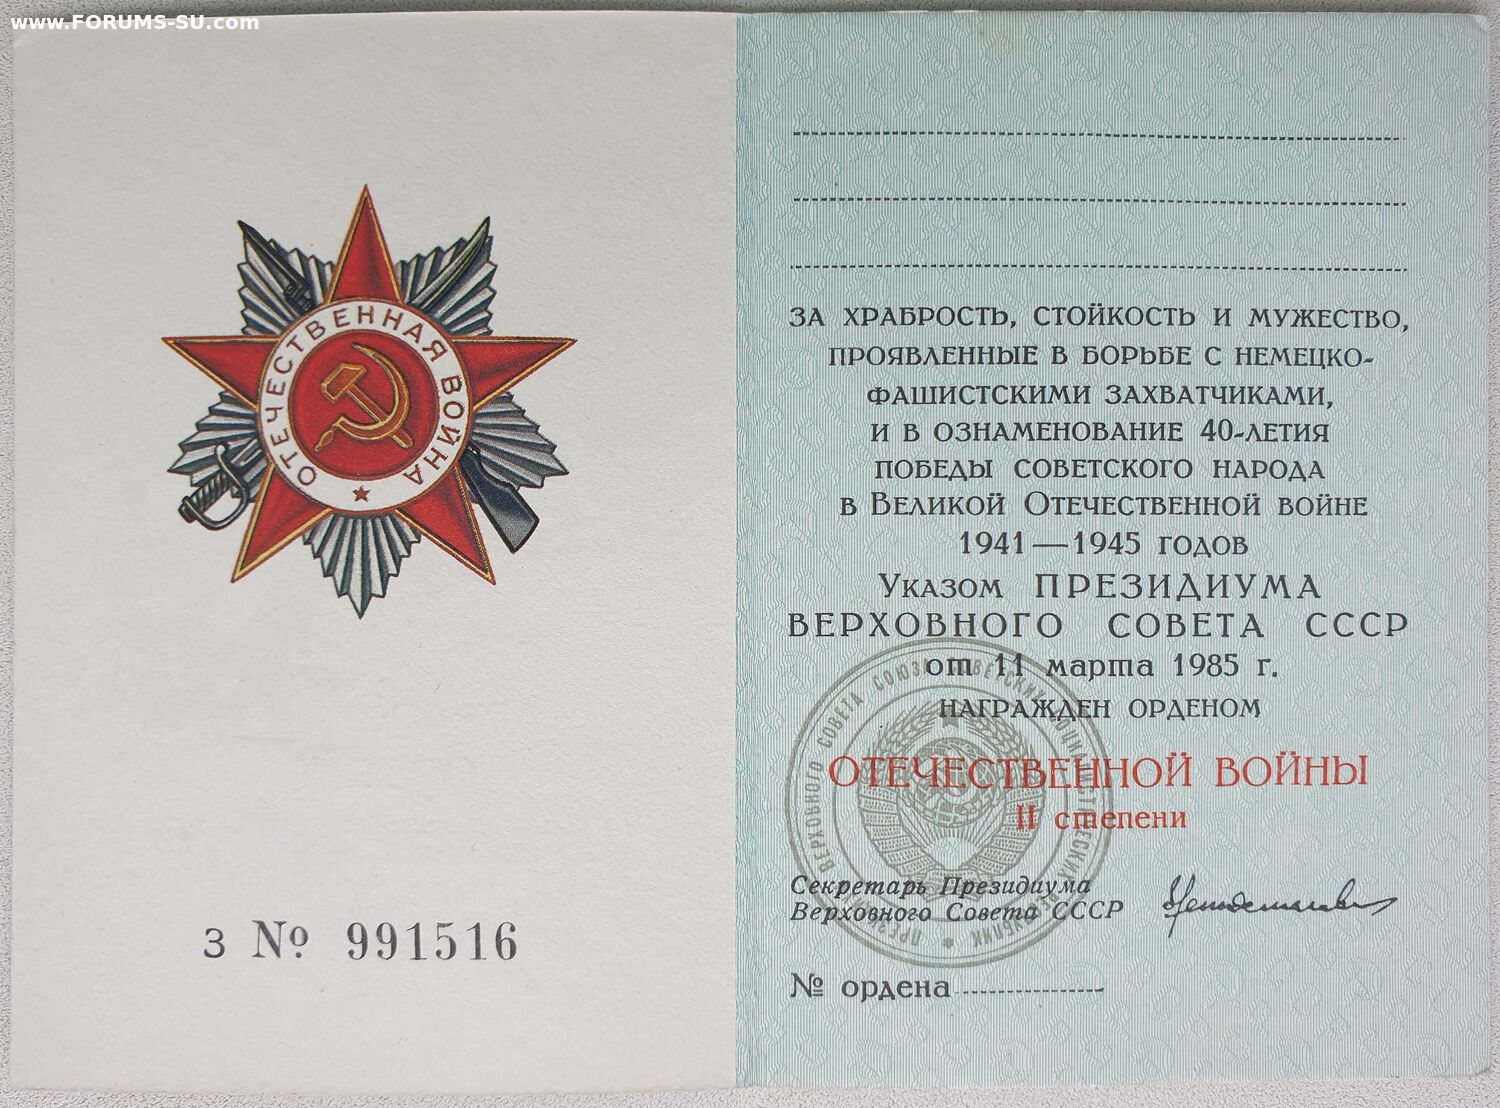 www.FORUMS-SU.com
ОТЕЧЕСТВЕННАЯ ВОЙНА
З № 991516
ЗА ХРАБРОСТЬ, СТОЙКОСТЬ И МУЖЕСТВО,
ПРОЯВЛЕННЫЕ В БОРЬБЕ С НЕМЕЦКО-
ФАШИСТСКИМИ ЗАХВАТЧИКАМИ,
И В ОЗНАМЕНОВАНИЕ 40-ЛЕТИЯ
ПОБЕДЫ СОВЕТСКОГО НАРОДА
В ВЕЛИКОЙ ОТЕЧЕСТВЕННОЙ ВОЙНЕ
1941—1945 ГОДОВ
УКАЗОМ ПРЕЗИДИУМА
ВЕРХОВНОГО СОВЕТА СССР
от 11 марта 1985 г.
НАГРАЖДЕН ОРДЕНОМ
ОТЕЧЕСТВЕННОЙ ВОЙНЫ
II степени
Секретарь Президиума
Верховного Совета СССР
№ ордена